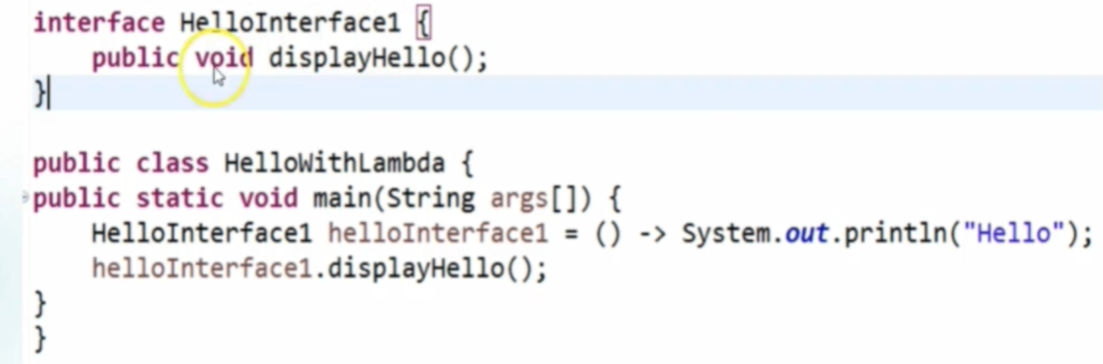 interface HelloInterface1 {
    public void displayHello();
}

public class HelloWithLambda {
public static void main(String args[]) {
    HelloInterface1 helloInterface1 = () -> System.out.println("Hello");
    helloInterface1.displayHello();
}
}